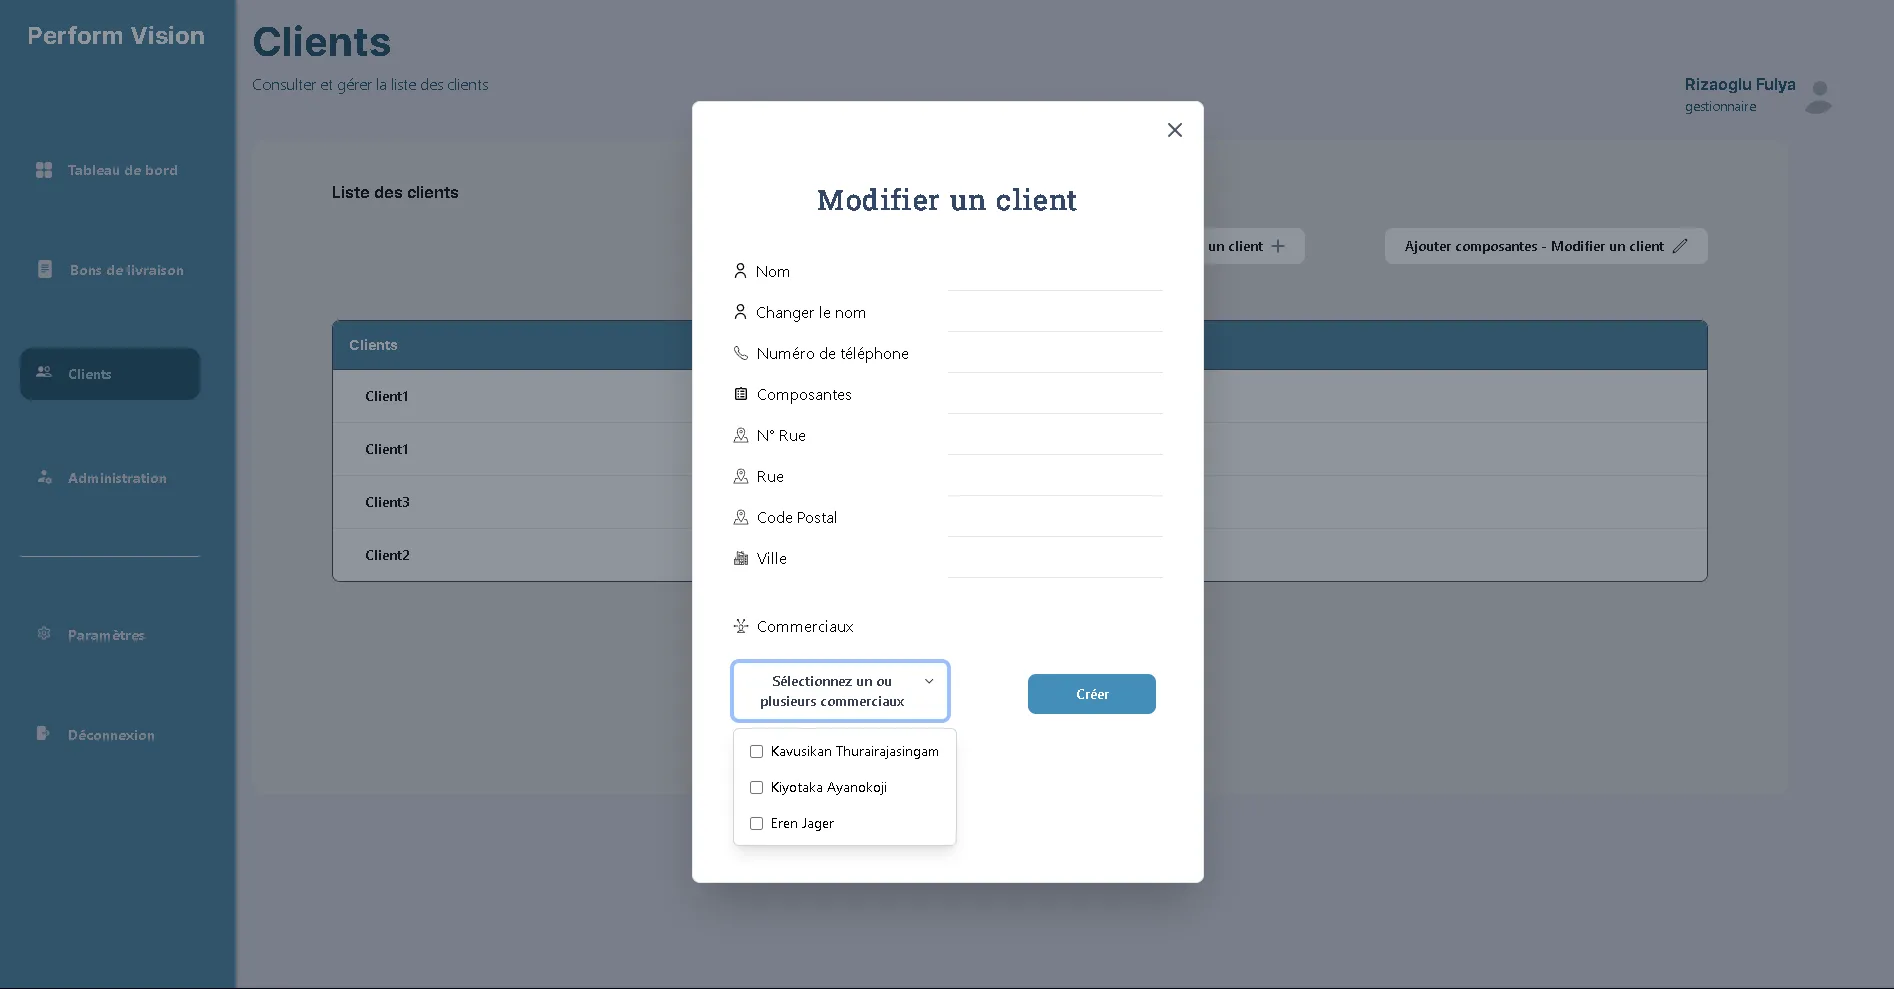 Perform Vision
Clients
Consulter et gérer la liste des clients
Rizaoglu Fulya
gestionnaire
Tableau de bord
Bons de livraison
Clients
Administration
Paramètres
Déconnexion
Liste des clients
un client
Ajouter composantes - Modifier un client
Clients
Client1
Client1
Client3
Client2
Modifier un client
Nom
Changer le nom
Numéro de téléphone
Composantes
N° Rue
Rue
Code Postal
Ville
Commerciaux
Sélectionnez un ou
plusieurs commerciaux
Créer
Kavusikan Thurairajasingam
Kiyotaka Ayanokoji
Eren Jager